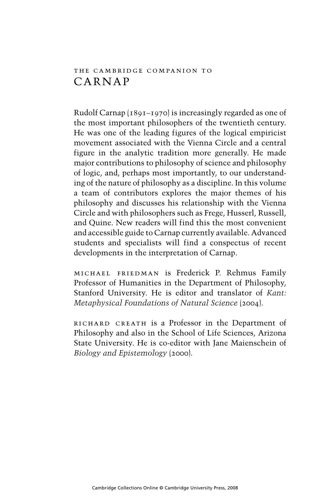 THE CAMBRIDGE COMPANION TO
CARNAP
Rudolf Carnap (1891–1970) is increasingly regarded as one of
the most important philosophers of the twentieth century.
He was one of the leading figures of the logical empiricist
movement associated with the Vienna Circle and a central
figure in the analytic tradition more generally. He made
major contributions to philosophy of science and philosophy
of logic, and, perhaps most importantly, to our understand-
ing of the nature of philosophy as a discipline. In this volume
a team of contributors explores the major themes of his
philosophy and discusses his relationship with the Vienna
Circle and with philosophers such as Frege, Husserl, Russell,
and Quine. New readers will find this the most convenient
and accessible guide to Carnap currently available. Advanced
students and specialists will find a conspectus of recent
developments in the interpretation of Carnap.
MICHAEL FRIEDMAN is Frederick P. Rehmus Family
Professor of Humanities in the Department of Philosophy,
Stanford University. He is editor and translator of Kant:
Metaphysical Foundations of Natural Science (2004).
RICHARD CREATH is a Professor in the Department of
Philosophy and also in the School of Life Sciences, Arizona
State University. He is co-editor with Jane Maienschein of
Biology and Epistemology (2000).
Cambridge Collections Online © Cambridge University Press, 2008